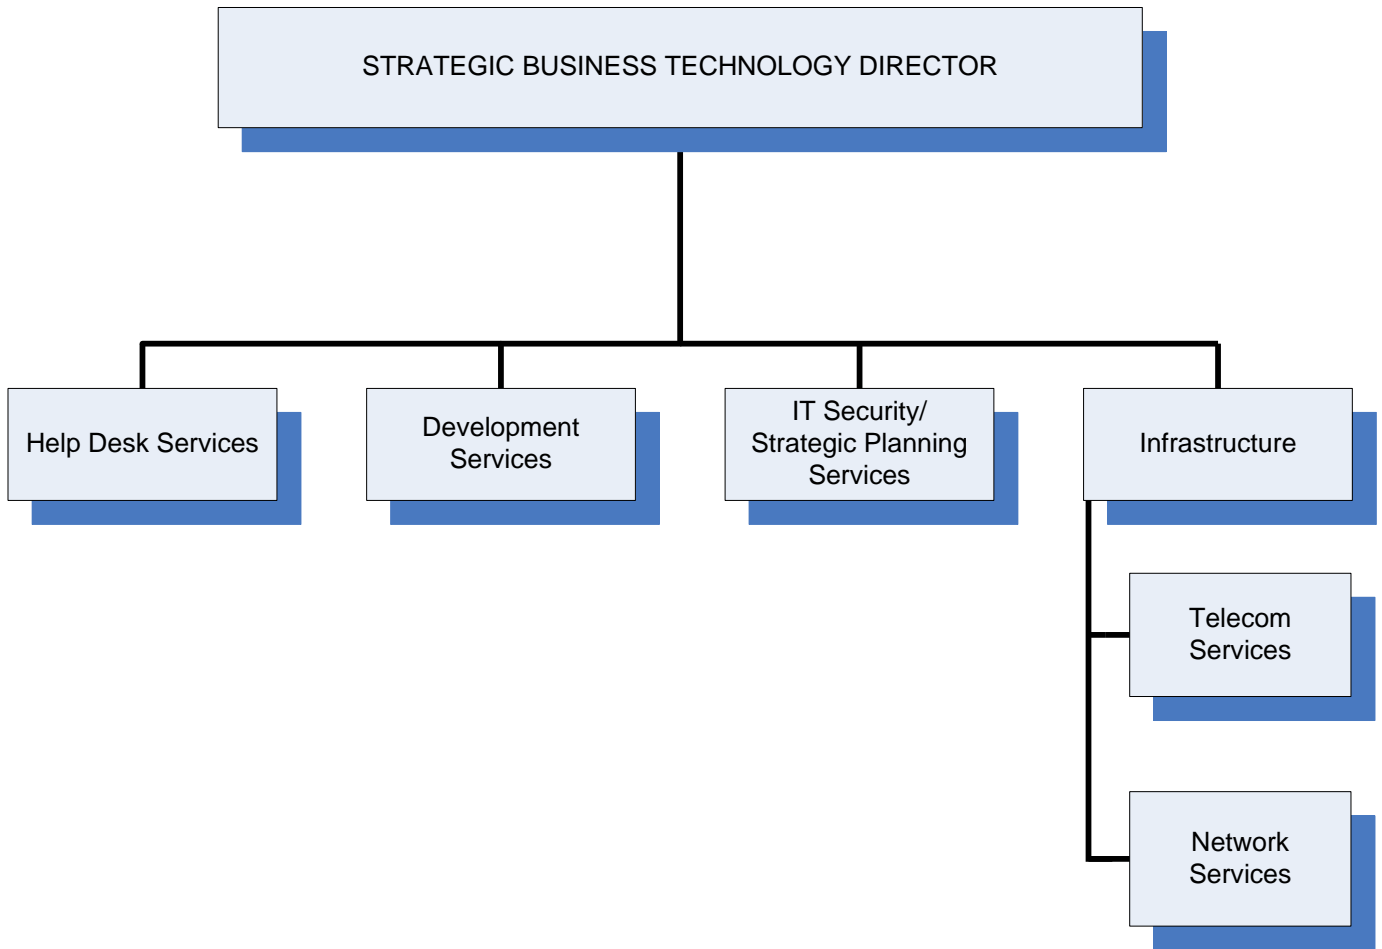 STRATEGIC BUSINESS TECHNOLOGY DIRECTOR
Help Desk Services
Development
Services
IT Security/
Strategic Planning
Services
Infrastructure
Telecom
Services
Network
Services